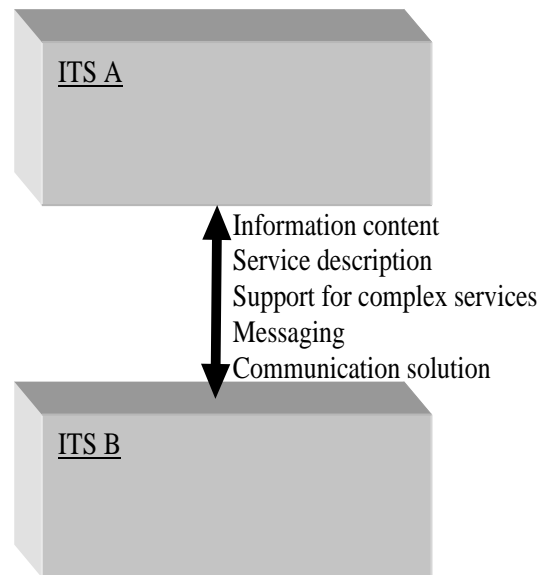 ITS A
Information content
Service description
Support for complex services
Messaging
Communication solution
ITS B